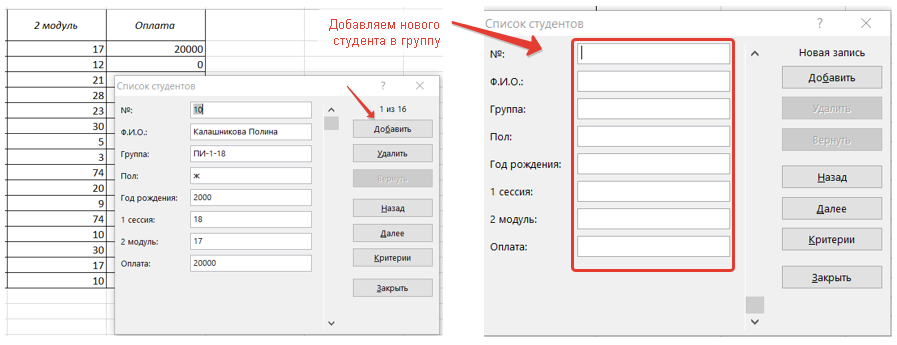 2 модуль Оплата
17 20000
12 0
21
28
23
30
5
3
74
20
9
74
10
30
17
10
Список студентов ? ×
№: 10 1 из 16
Добавить
Ф.И.О.: Калашникова Полина
Удалить
Группа: ПИ-1-18
Пол: ж
Вернуть
Год рождения: 2000
Назад
1 сессия: 18
2 модуль: 17
Далее
Оплата: 20000
Критерии
Закрыть
Добавляем нового
студента в группу
Список студентов ? ×
№: Новая запись
Ф.И.О.: Добавить
Группа: Удалить
Пол: Вернуть
Год рождения: Назад
1 сессия:
2 модуль: Далее
Оплата: Критерии
Закрыть